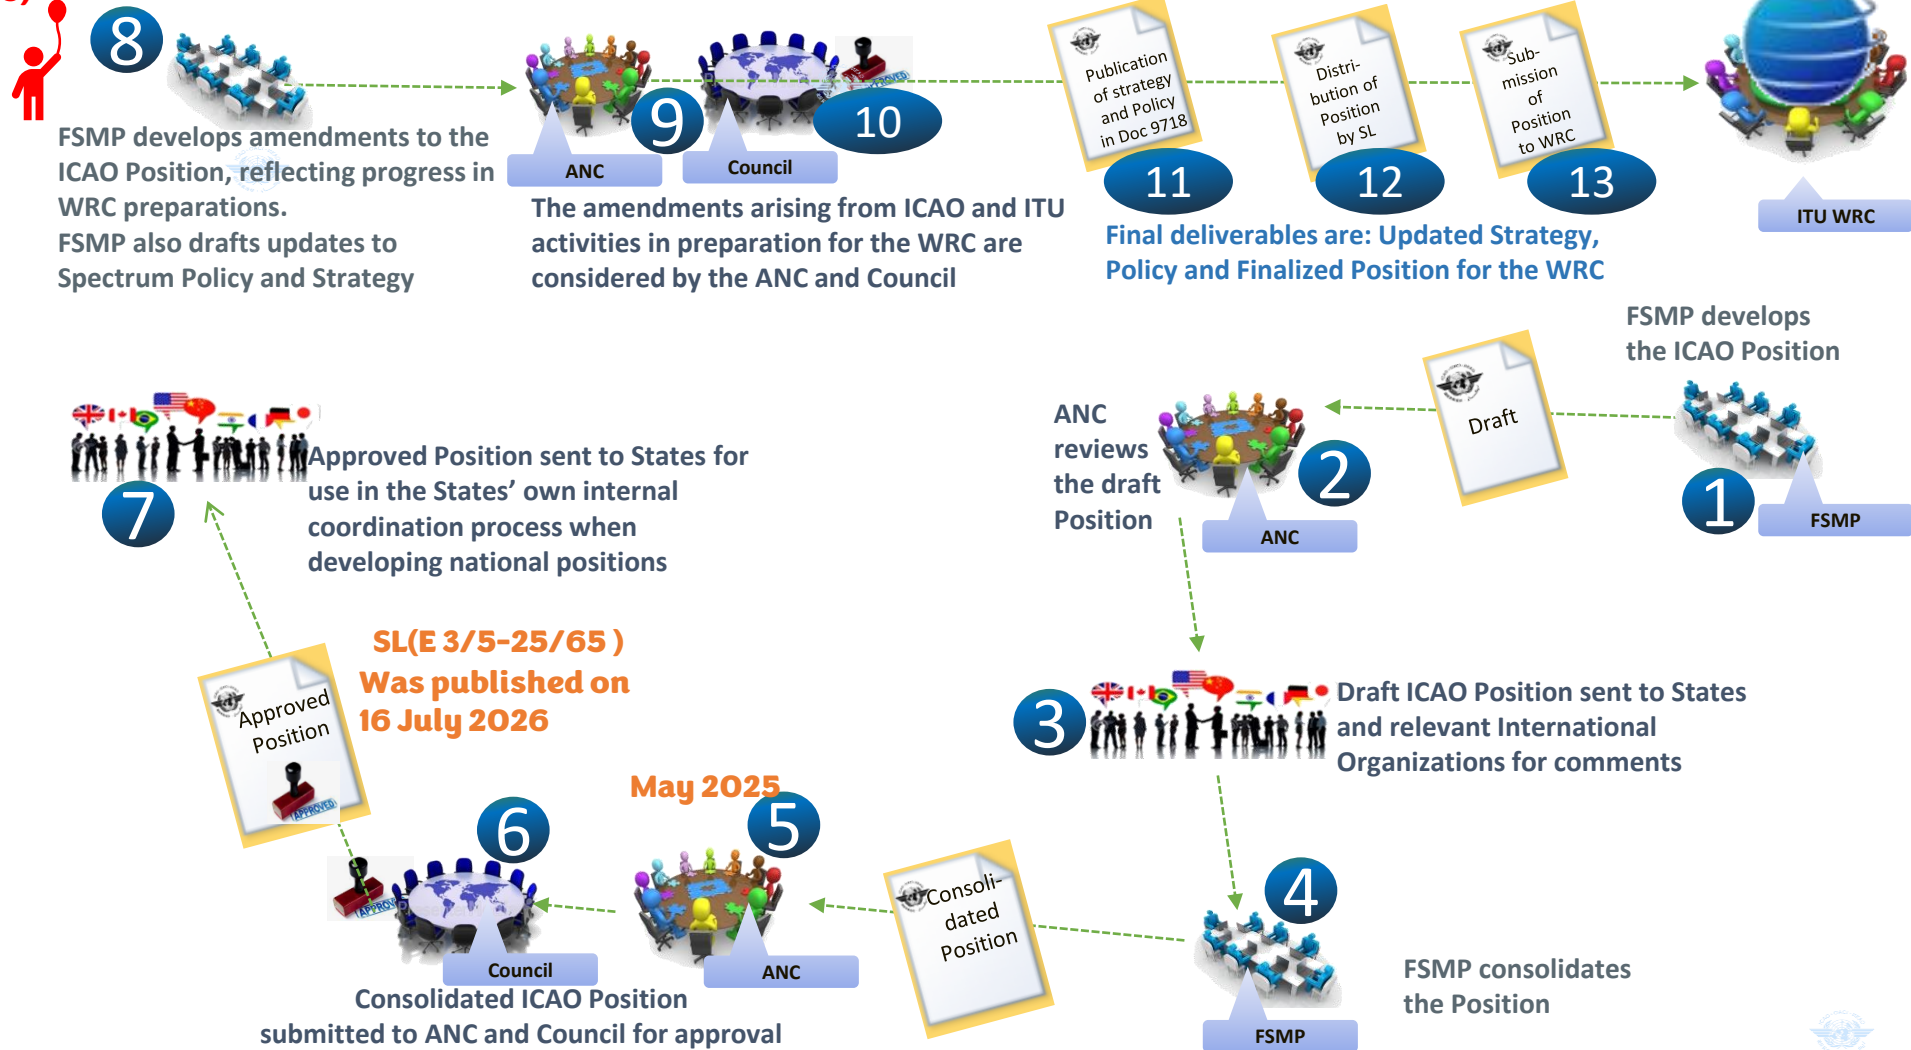 8
FSMP develops amendments to the
ICAO Position, reflecting progress in
WRC preparations.
FSMP also drafts updates to
Spectrum Policy and Strategy
ANC
9
Council
APPROVED
10
The amendments arising from ICAO and ITU
activities in preparation for the WRC are
considered by the ANC and Council
Publication
of strategy
and Policy
in Doc 9718
11
Distri-
bution of
Position
by SL
12
Sub-
mission
of
Position
to WRC
13
ITU WRC
Final deliverables are: Updated Strategy,
Policy and Finalized Position for the WRC
FSMP develops
the ICAO Position
1
FSMP
Draft
ANC
reviews
the draft
Position
2
ANC
3
Draft ICAO Position sent to States
and relevant International
Organizations for comments
4
FSMP
FSMP consolidates
the Position
Consoli-
dated
Position
May 2025
5
ANC
6
Council
Consolidated ICAO Position
submitted to ANC and Council for approval
Approved
Position
APPROVED
SL(E 3/5-25/65 )
Was published on
16 July 2026
7
Approved Position sent to States for
use in the States’ own internal
coordination process when
developing national positions